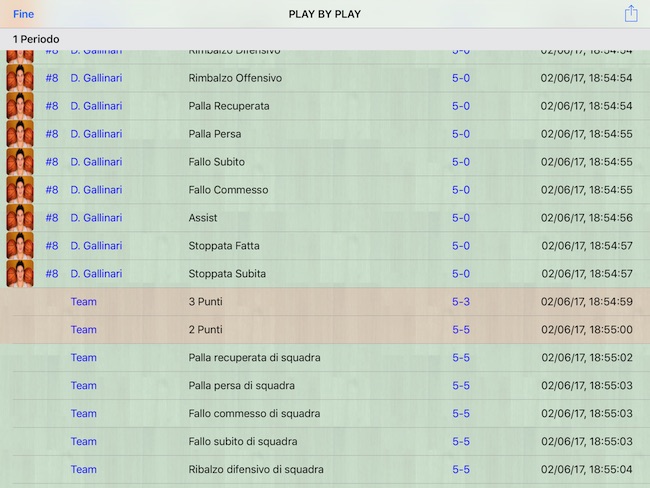 Fine PLAY BY PLAY
1 Periodo
#8 D. Gallinari Rimbalzo Difensivo 5-0 02/06/17, 18:54:54
#8 D. Gallinari Rimbalzo Offensivo 5-0 02/06/17, 18:54:54
#8 D. Gallinari Palla Recuperata 5-0 02/06/17, 18:54:54
#8 D. Gallinari Palla Persa 5-0 02/06/17, 18:54:55
#8 D. Gallinari Fallo Subito 5-0 02/06/17, 18:54:55
#8 D. Gallinari Fallo Commesso 5-0 02/06/17, 18:54:55
#8 D. Gallinari Assist 5-0 02/06/17, 18:54:56
#8 D. Gallinari Stoppata Fatta 5-0 02/06/17, 18:54:57
#8 D. Gallinari Stoppata Subita 5-0 02/06/17, 18:54:57
Team 3 Punti 5-3 02/06/17, 18:54:59
Team 2 Punti 5-5 02/06/17, 18:55:00
Team Palla recuperata di squadra 5-5 02/06/17, 18:55:02
Team Palla persa di squadra 5-5 02/06/17, 18:55:03
Team Fallo commesso di squadra 5-5 02/06/17, 18:55:03
Team Fallo subito di squadra 5-5 02/06/17, 18:55:03
Team Ribalzo difensivo di squadra 5-5 02/06/17, 18:55:04